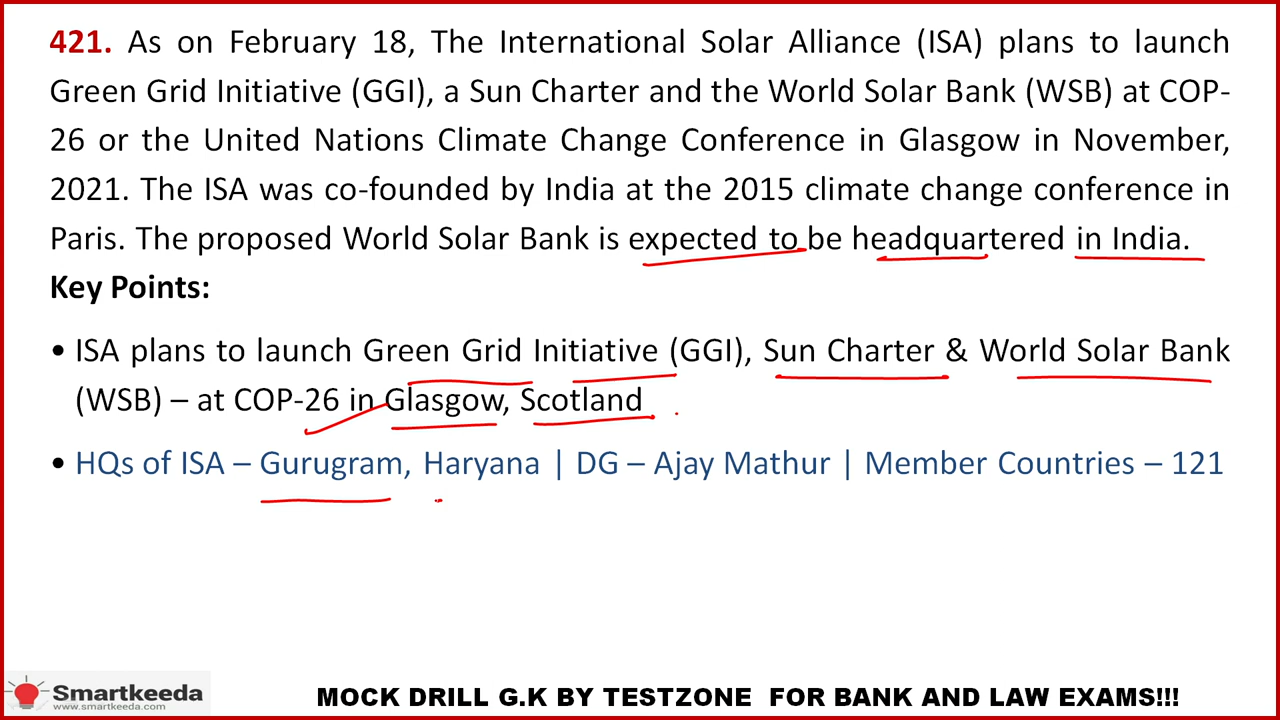 421. As on February 18, The International Solar Alliance (ISA) plans to launch
Green Grid Initiative (GGI), a Sun Charter and the World Solar Bank (WSB) at COP-
26 or the United Nations Climate Change Conference in Glasgow in November,
2021. The ISA was co-founded by India at the 2015 climate change conference in
Paris. The proposed World Solar Bank is expected to be headquartered in India.
Key Points:
• ISA plans to launch Green Grid Initiative (GGI), Sun Charter & World Solar Bank
(WSB) – at COP-26 in Glasgow, Scotland
• HQs of ISA – Gurugram, Haryana | DG – Ajay Mathur | Member Countries – 121
Smartkeeda
www.smartkeeda.com
MOCK DRILL G.K BY TESTZONE FOR BANK AND LAW EXAMS!!!